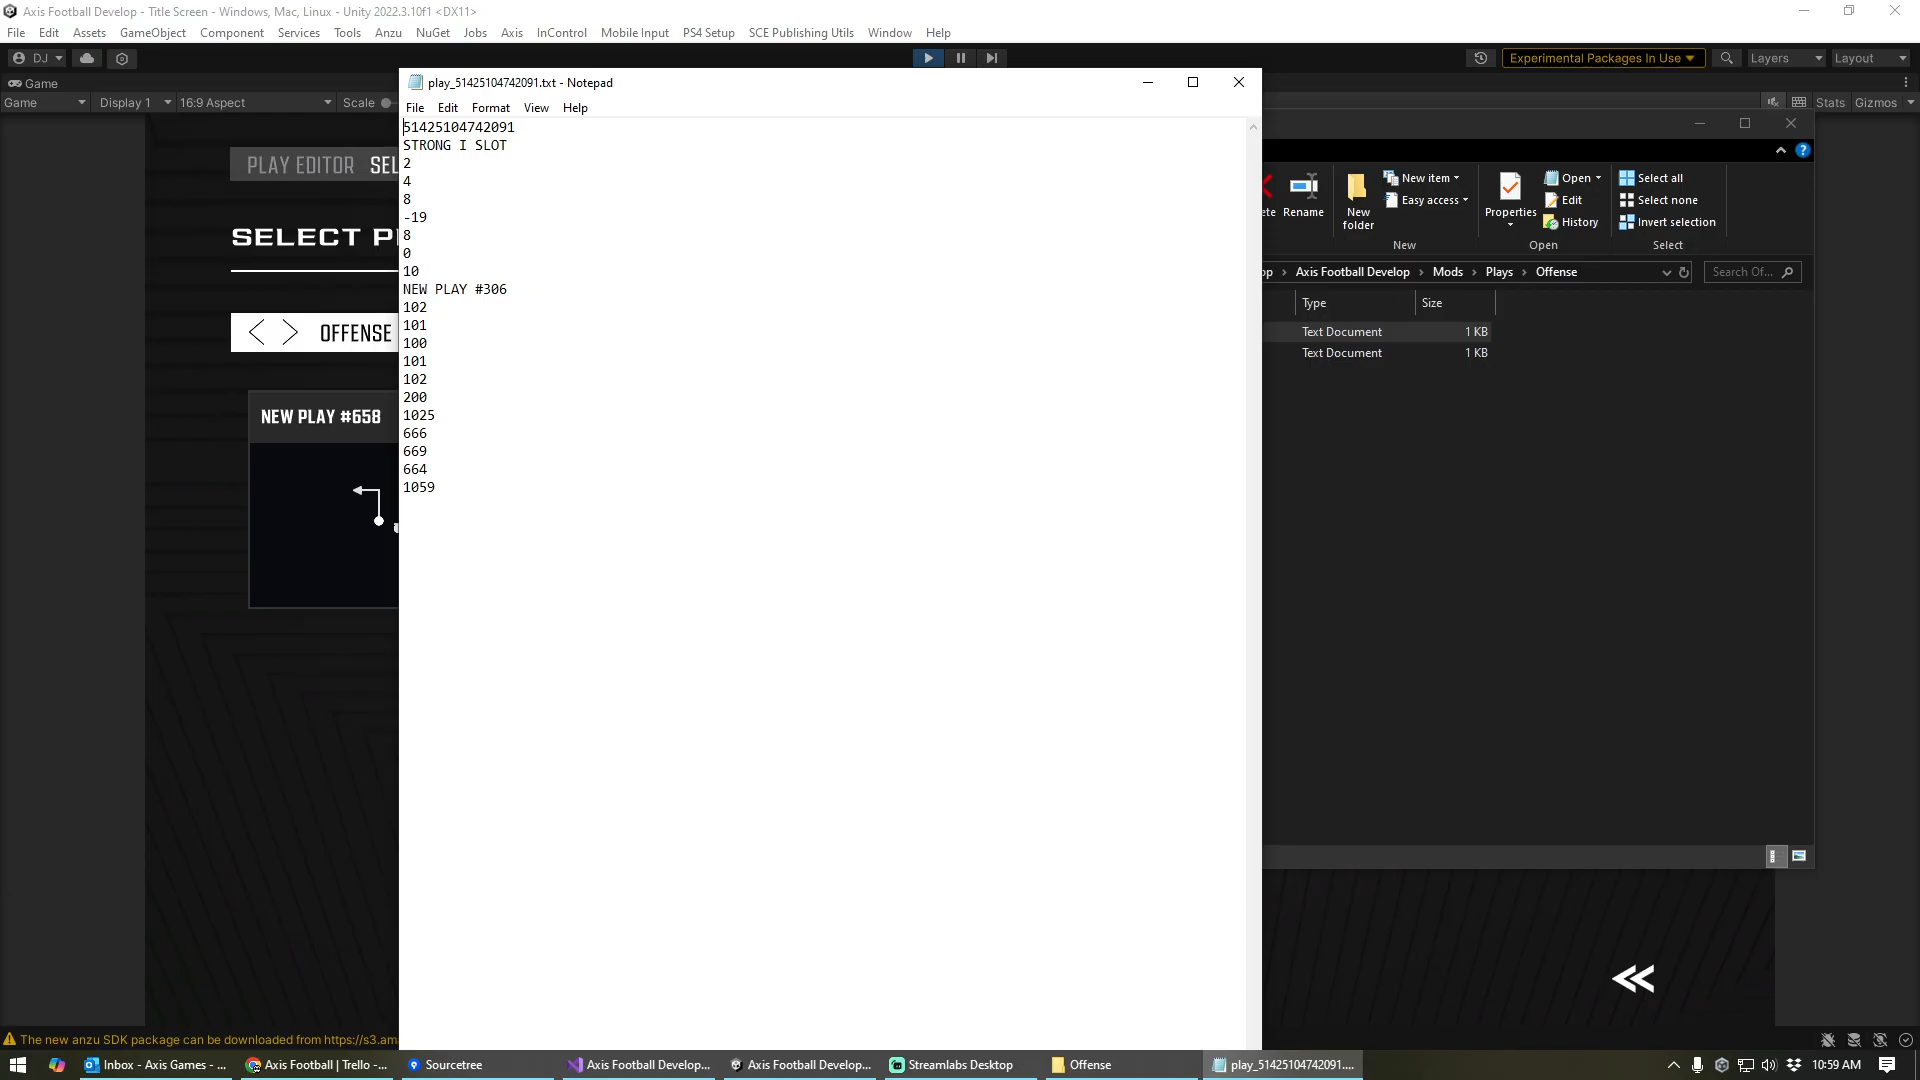 Axis Football Develop - Title Screen - Windows, Mac, Linux - Unity 2022.3.10f1 <DX11>
File Edit Assets GameObject Component Services Tools Anzu NuGet Jobs Axis InControl Mobile Input PS4 Setup SCE Publishing Utils Window Help
DJ
Experimental Packages In Use
Layers
Layout
Game
Game
Display 1
16:9 Aspect
Scale
Stats
Gizmos
play_51425104742091.txt - Notepad
File Edit Format View Help
51425104742091
STRONG I SLOT
2
4
8
-19
8
0
10
NEW PLAY #306
102
101
100
101
102
200
1025
666
669
664
1059
PLAY EDITOR
SELECT
OFFENSE
NEW PLAY #658
Rename
New folder
New item
Easy access
New
Properties
Open
Edit
History
Open
Select all
Select none
Invert selection
Select
Axis Football Develop > Mods > Plays > Offense
Search Of...
Type
Size
Text Document
1 KB
Text Document
1 KB
The new anzu SDK package can be downloaded from https://s3.am
Inbox - Axis Games - ...
Axis Football | Trello -...
Sourcetree
Axis Football Develop...
Axis Football Develop...
Streamlabs Desktop
Offense
play_51425104742091....
10:59 AM